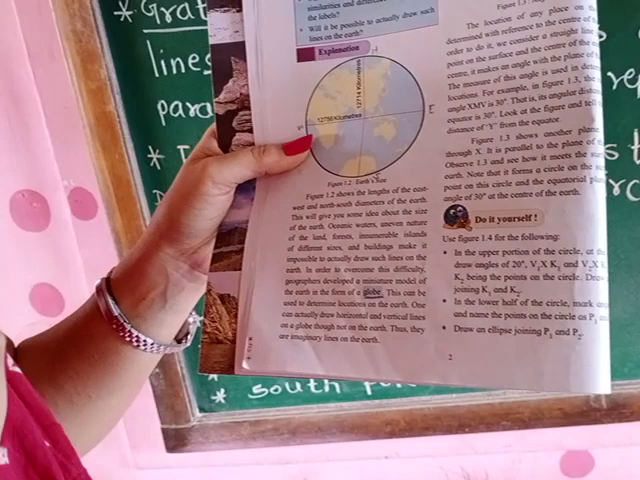 * Grat
lines
para
*
* south
similarities and differ
the labels?
• Will it be possible to actually draw such
lines on the earth?
Explanation
12714 Kilometres
12756 Kilometres
E
Figure 1.2 : Earth's Size
Figure 1.2 shows the lengths of the east-
west and north-south diameters of the earth.
This will give you some idea about the size
of the earth. Oceanic waters, uneven nature
of the land, forests, innumerable islands
of different sizes, and buildings make it
impossible to actually draw such lines on the
earth. In order to overcome this difficulty,
geographers developed a miniature model of
the earth in the form of a globe. This can be
used to determine locations on the earth. One
can actually draw horizontal and vertical lines
on a globe though not on the earth. Thus, they
are imaginary lines on the earth.
Figure 1.3 :
The location of any place on
determined with reference to the centre of
order to do it, we consider a straight line
point on the surface and the centre of the
centre, it makes an angle with the plane of
The measure of this angle is used in deter
locations. For example, in figure 1.3, the
angle XMV is 30°. That is, its angular distan
equator is 30°. Look at the figure and tell
distance of 'Y' from the equator.
Figure 1.3 shows another plane
through X. It is parallel to the plane of
Observe 1.3 and see how it meets the
earth. Note that it forms a circle on the
point on this circle and the equatorial plan
angle of 30° at the centre of the earth.
Do it yourself !
Use figure 1.4 for the following:
• In the upper portion of the circle, at
draw angles of 20°,
being the points on the circle. Draw
joining K₁ and K₂.
• In the lower half of the circle, mark
and name the points on the circle as P₁
• Draw an ellipse joining P₁ and P₂.
2